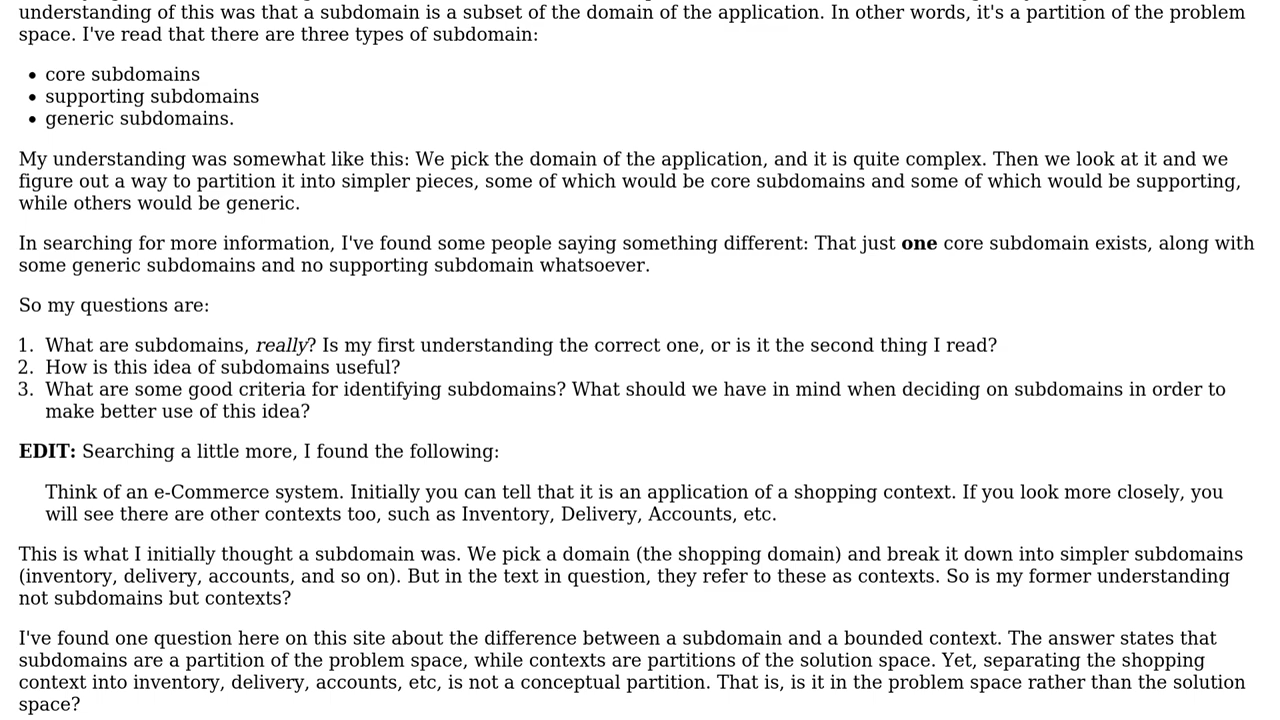 understanding of this was that a subdomain is a subset of the domain of the application. In other words, it's a partition of the problem
space. I've read that there are three types of subdomain:
• core subdomains
• supporting subdomains
• generic subdomains.
My understanding was somewhat like this: We pick the domain of the application, and it is quite complex. Then we look at it and we
figure out a way to partition it into simpler pieces, some of which would be core subdomains and some of which would be supporting,
while others would be generic.
In searching for more information, I've found some people saying something different: That just one core subdomain exists, along with
some generic subdomains and no supporting subdomain whatsoever.
So my questions are:
1. What are subdomains, really? Is my first understanding the correct one, or is it the second thing I read?
2. How is this idea of subdomains useful?
3. What are some good criteria for identifying subdomains? What should we have in mind when deciding on subdomains in order to
make better use of this idea?
EDIT: Searching a little more, I found the following:
Think of an e-Commerce system. Initially you can tell that it is an application of a shopping context. If you look more closely, you
will see there are other contexts too, such as Inventory, Delivery, Accounts, etc.
This is what I initially thought a subdomain was. We pick a domain (the shopping domain) and break it down into simpler subdomains
(inventory, delivery, accounts, and so on). But in the text in question, they refer to these as contexts. So is my former understanding
not subdomains but contexts?
I've found one question here on this site about the difference between a subdomain and a bounded context. The answer states that
subdomains are a partition of the problem space, while contexts are partitions of the solution space. Yet, separating the shopping
context into inventory, delivery, accounts, etc, is not a conceptual partition. That is, is it in the problem space rather than the solution
space?